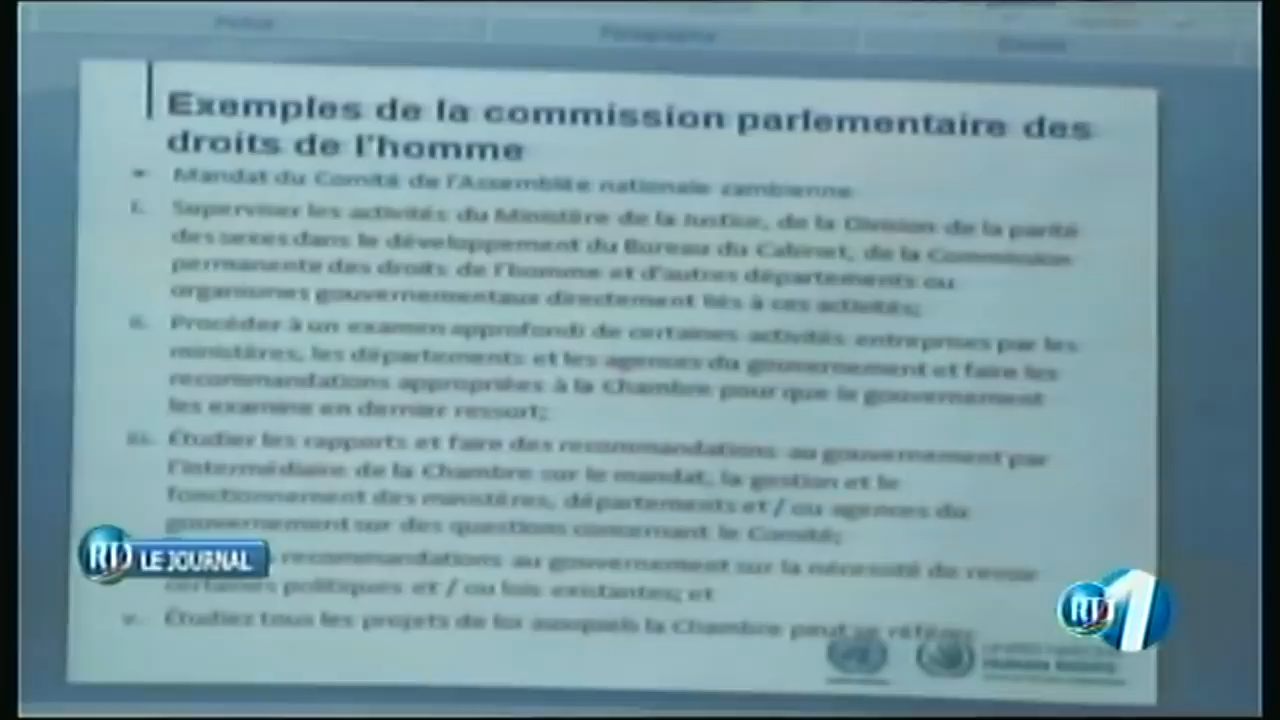 Exemples de la commission parlementaire des
droits de l'homme
Mandat du Comité de l'Assemblée nationale zambienne
i. Superviser les activités du Ministère de la Justice, de la Division de la parité
des sexes dans le développement du Bureau du Cabinet, de la Commission
permanente des droits de l'homme et d'autres départements ou
organismes gouvernementaux directement liés à ces activités;
ii. Procéder à un examen approfondi de certaines activités entreprises par les
ministères, les départements et les agences du gouvernement et faire les
recommandations appropriées à la Chambre pour que le gouvernement
les examine en dernier ressort;
iii. Étudier les rapports et faire des recommandations au gouvernement par
l'intermédiaire de la Chambre sur le mandat, la gestion et le
fonctionnement des ministères, départements et / ou agences du
gouvernement sur des questions concernant le Comité;
recommandations au gouvernement sur la nécessité de revoir
certaines politiques et / ou lois existantes; et
v. Étudiez tous les projets de loi auxquels la Chambre peut se référer
HUMAN RIGHTS
RTD LE JOURNAL
RTD 1